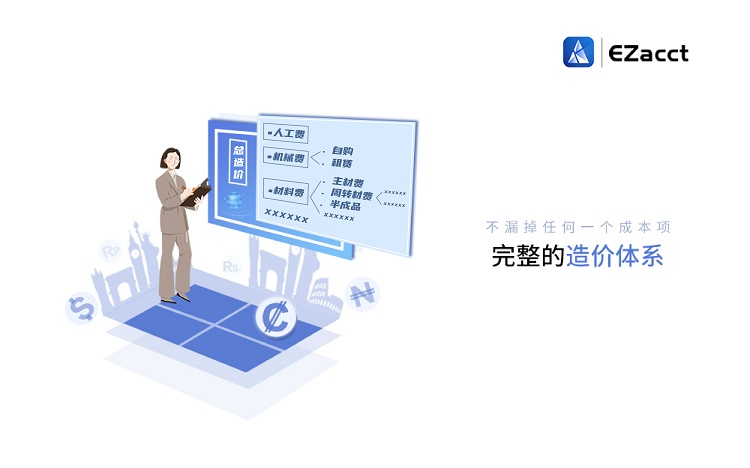 EZacct
总造价
▪人工费
▪机械费
· 自购
· 租赁
▪材料费
· 主材费
· 周转材费
· 半成品
xxxxxx
xxxxxx
xxxxxx
xxxxxx
Rp
Rs
$
₵
₦
不漏掉任何一个成本项
完整的造价体系